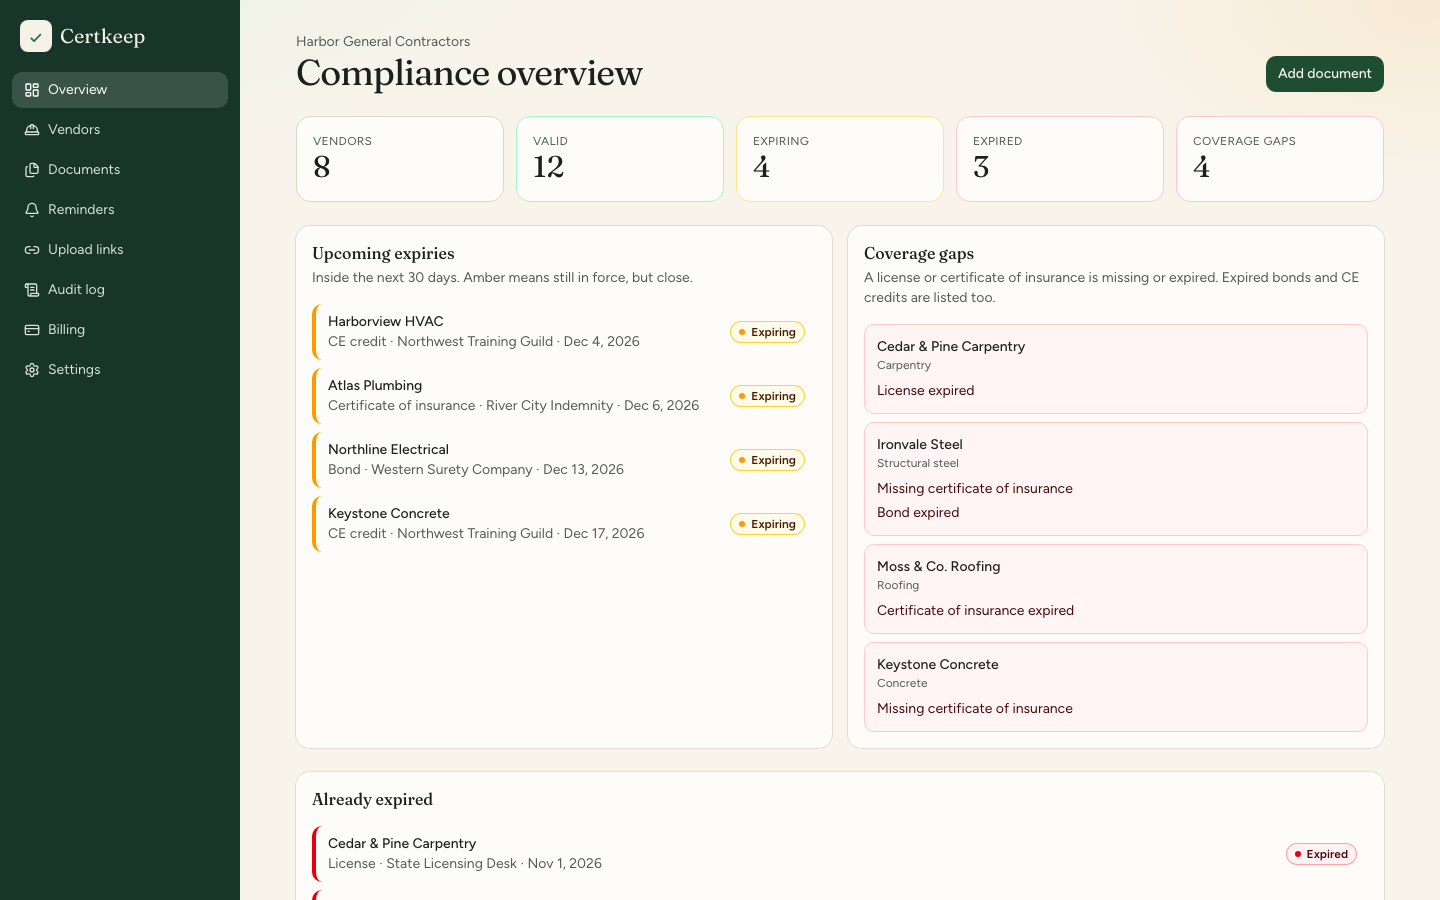 Certkeep
Overview
Vendors
Documents
Reminders
Upload links
Audit log
Billing
Settings
Harbor General Contractors
Compliance overview
Add document
VENDORS
8
VALID
12
EXPIRING
4
EXPIRED
3
COVERAGE GAPS
4
Upcoming expiries
Inside the next 30 days. Amber means still in force, but close.
Harborview HVAC
CE credit · Northwest Training Guild · Dec 4, 2026
Expiring
Atlas Plumbing
Certificate of insurance · River City Indemnity · Dec 6, 2026
Expiring
Northline Electrical
Bond · Western Surety Company · Dec 13, 2026
Expiring
Keystone Concrete
CE credit · Northwest Training Guild · Dec 17, 2026
Expiring
Coverage gaps
A license or certificate of insurance is missing or expired. Expired bonds and CE
credits are listed too.
Cedar & Pine Carpentry
Carpentry
License expired
Ironvale Steel
Structural steel
Missing certificate of insurance
Bond expired
Moss & Co. Roofing
Roofing
Certificate of insurance expired
Keystone Concrete
Concrete
Missing certificate of insurance
Already expired
Cedar & Pine Carpentry
License · State Licensing Desk · Nov 1, 2026
Expired